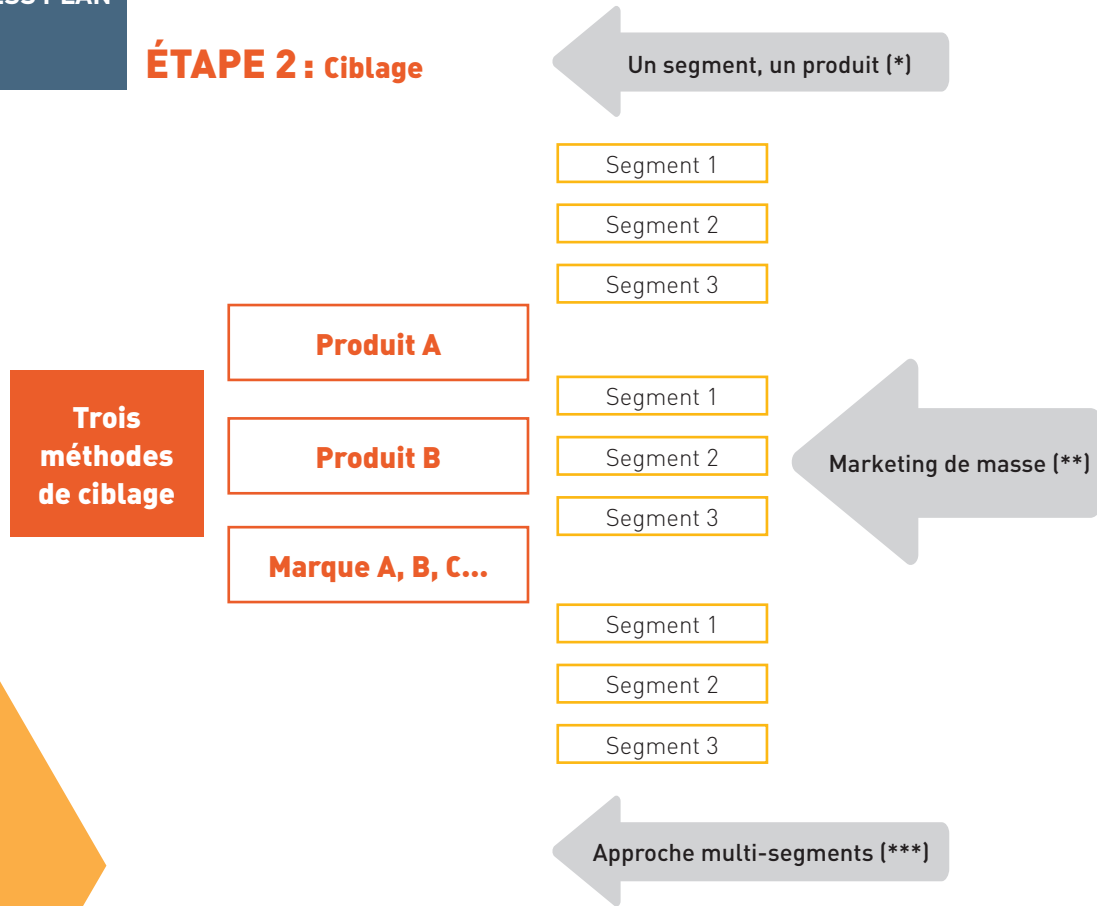 ÉTAPE 2 : Ciblage
Un segment, un produit (*)
Segment 1
Segment 2
Segment 3
Produit A
Trois
méthodes
de ciblage
Produit B
Segment 1
Segment 2
Segment 3
Marketing de masse (**)
Marque A, B, C...
Segment 1
Segment 2
Segment 3
Approche multi-segments (***)